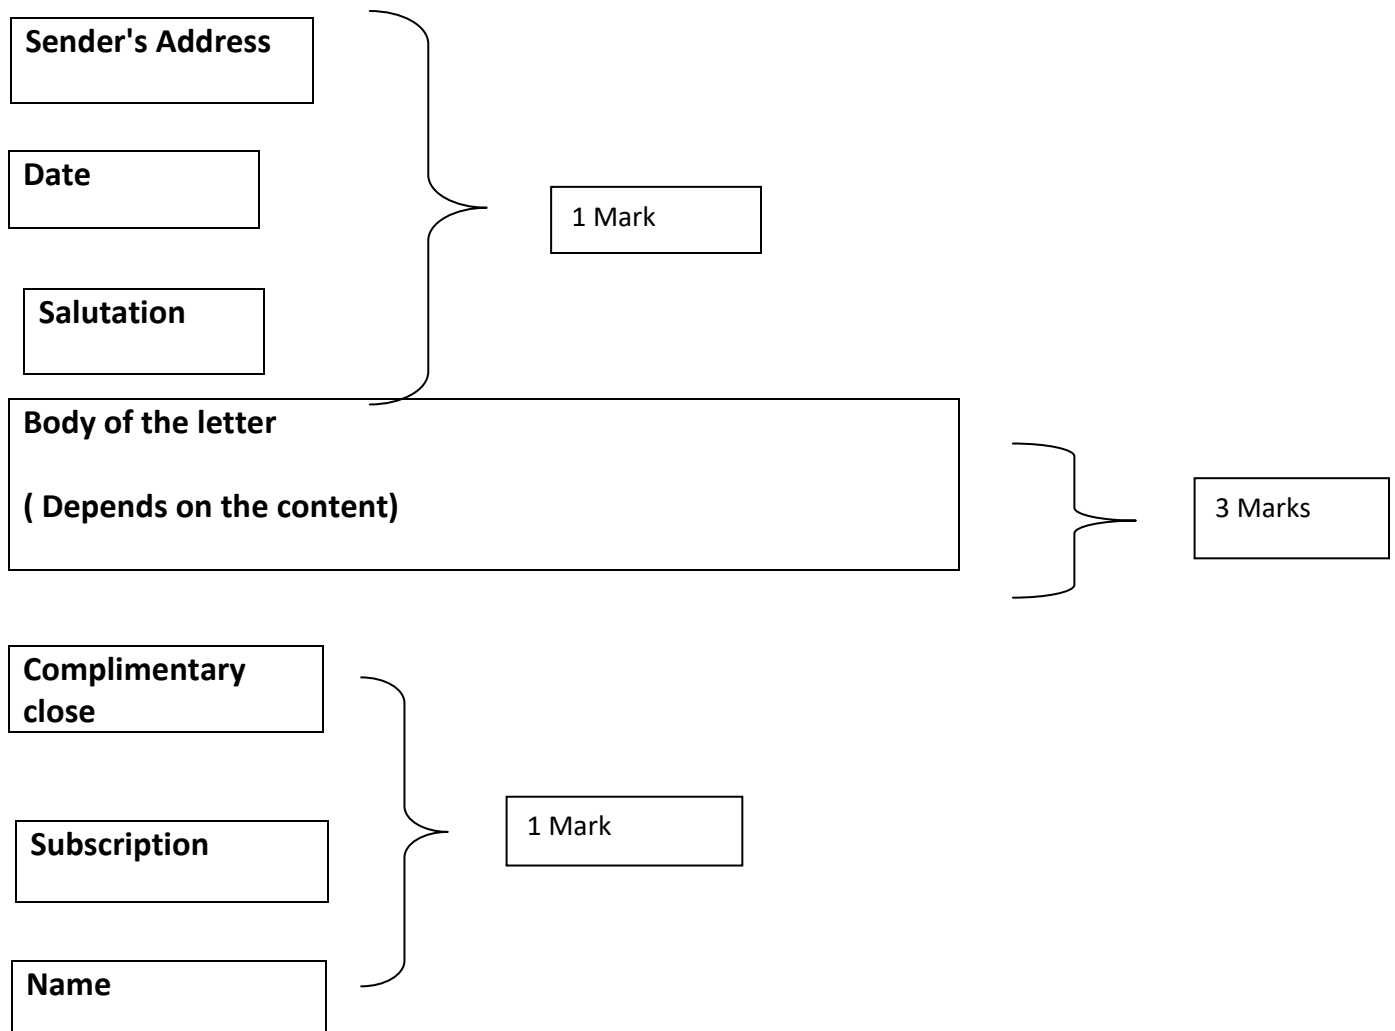 Sender's Address
Date
1 Mark
Salutation
Body of the letter
( Depends on the content)
3 Marks
Complimentary
close
1 Mark
Subscription
Name